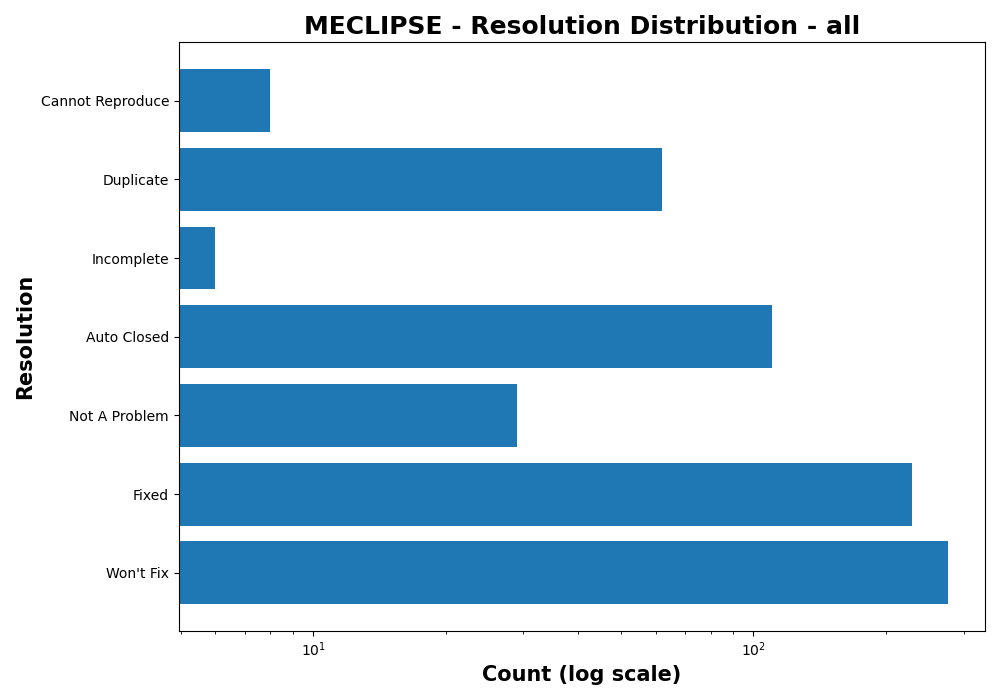 MECLIPSE - Resolution Distribution - all
Cannot Reproduce
Duplicate
Incomplete
Auto Closed
Not A Problem
Fixed
Won't Fix
Resolution
10¹
10²
Count (log scale)